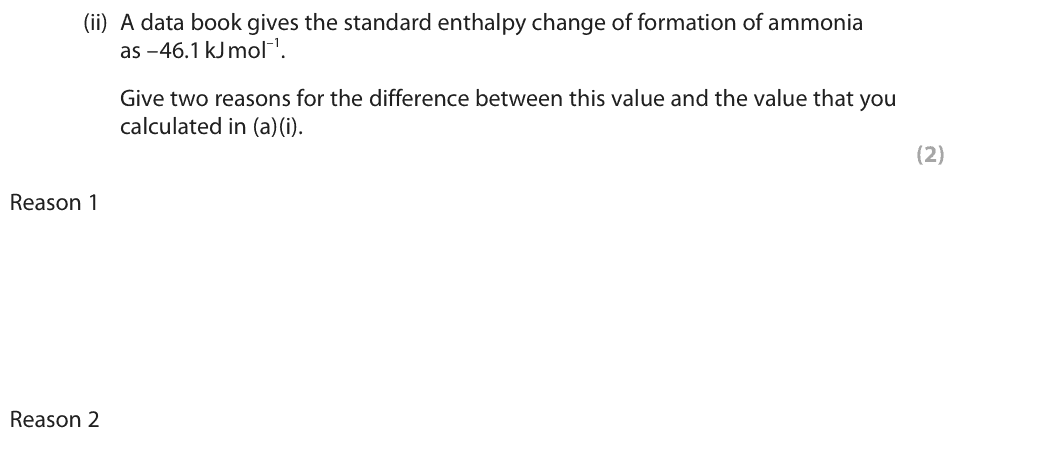 (ii) A data book gives the standard enthalpy change of formation of ammonia
as –46.1 kJ mol⁻¹.
Give two reasons for the difference between this value and the value that you
calculated in (a)(i).
(2)
Reason 1
Reason 2